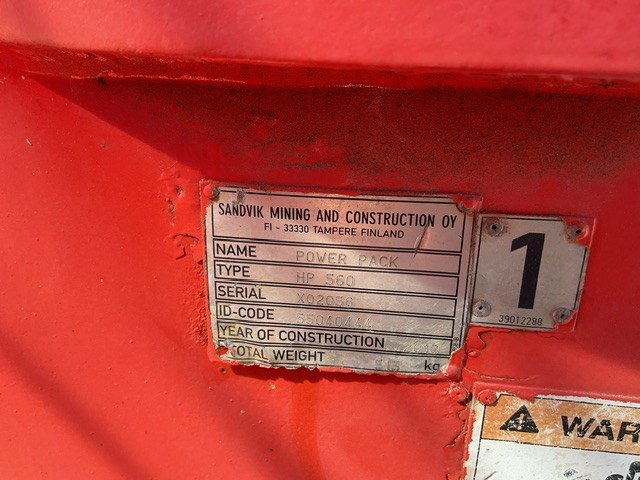 SANDVIK MINING AND CONSTRUCTION OY
FI - 33330 TAMPERE FINLAND
NAME POWER PACK
TYPE HP 560
SERIAL X02056
ID-CODE
YEAR OF CONSTRUCTION
TOTAL WEIGHT kg
1
39012288
WAR